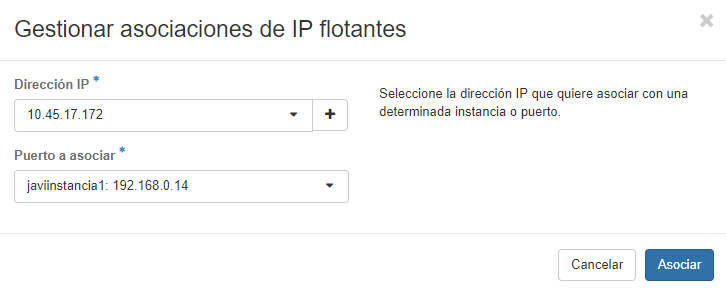 Gestionar asociaciones de IP flotantes
×
Dirección IP *
10.45.17.172
+
Seleccione la dirección IP que quiere asociar con una
determinada instancia o puerto.
Puerto a asociar *
javiinstancia1: 192.168.0.14
Cancelar
Asociar